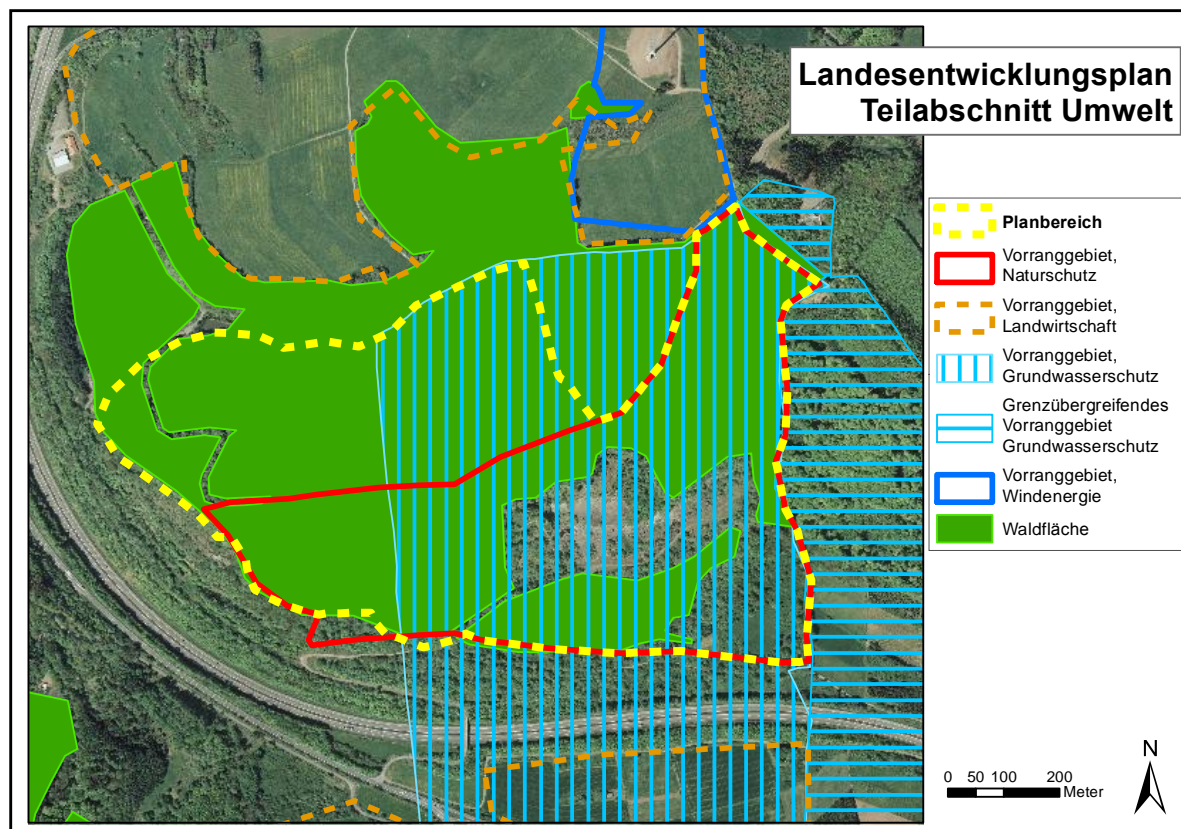 Landesentwicklungsplan
Teilabschnitt Umwelt
Planbereich
Vorranggebiet,
Naturschutz
Vorranggebiet,
Landwirtschaft
Vorranggebiet,
Grundwasserschutz
Grenzübergreifendes
Vorranggebiet
Grundwasserschutz
Vorranggebiet,
Windenergie
Waldfläche
N
0 50 100 200
Meter